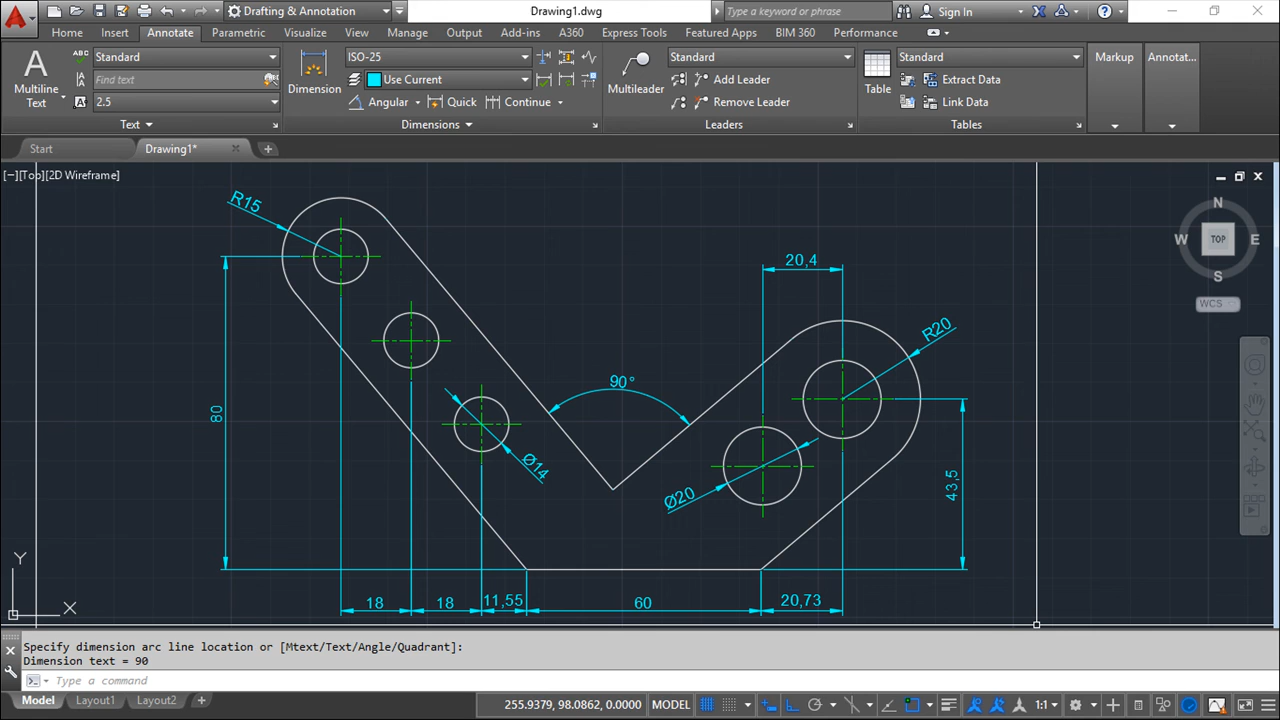 Drafting & Annotation
Drawing1.dwg
Type a keyword or phrase
Sign In
Home Insert Annotate Parametric Visualize View Manage Output Add-ins A360 Express Tools Featured Apps BIM 360 Performance
A
Multiline
Text
ABC Standard
Find text
2.5
Text
Dimension
ISO-25
Use Current
Angular Quick Continue
Dimensions
Multileader
Standard
Add Leader
Remove Leader
Leaders
Table
Standard
Extract Data
Link Data
Tables
Markup
Annotat...
Start Drawing1*
[−][Top][2D Wireframe]
N
W TOP E
S
WCS
R15
20,4
R20
90°
80
Ø14
Ø20
43,5
18 18 11,55 60 20,73
Y
X
Specify dimension arc line location or [Mtext/Text/Angle/Quadrant]:
Dimension text = 90
Type a command
Model Layout1 Layout2
255.9379, 98.0862, 0.0000 MODEL 1:1